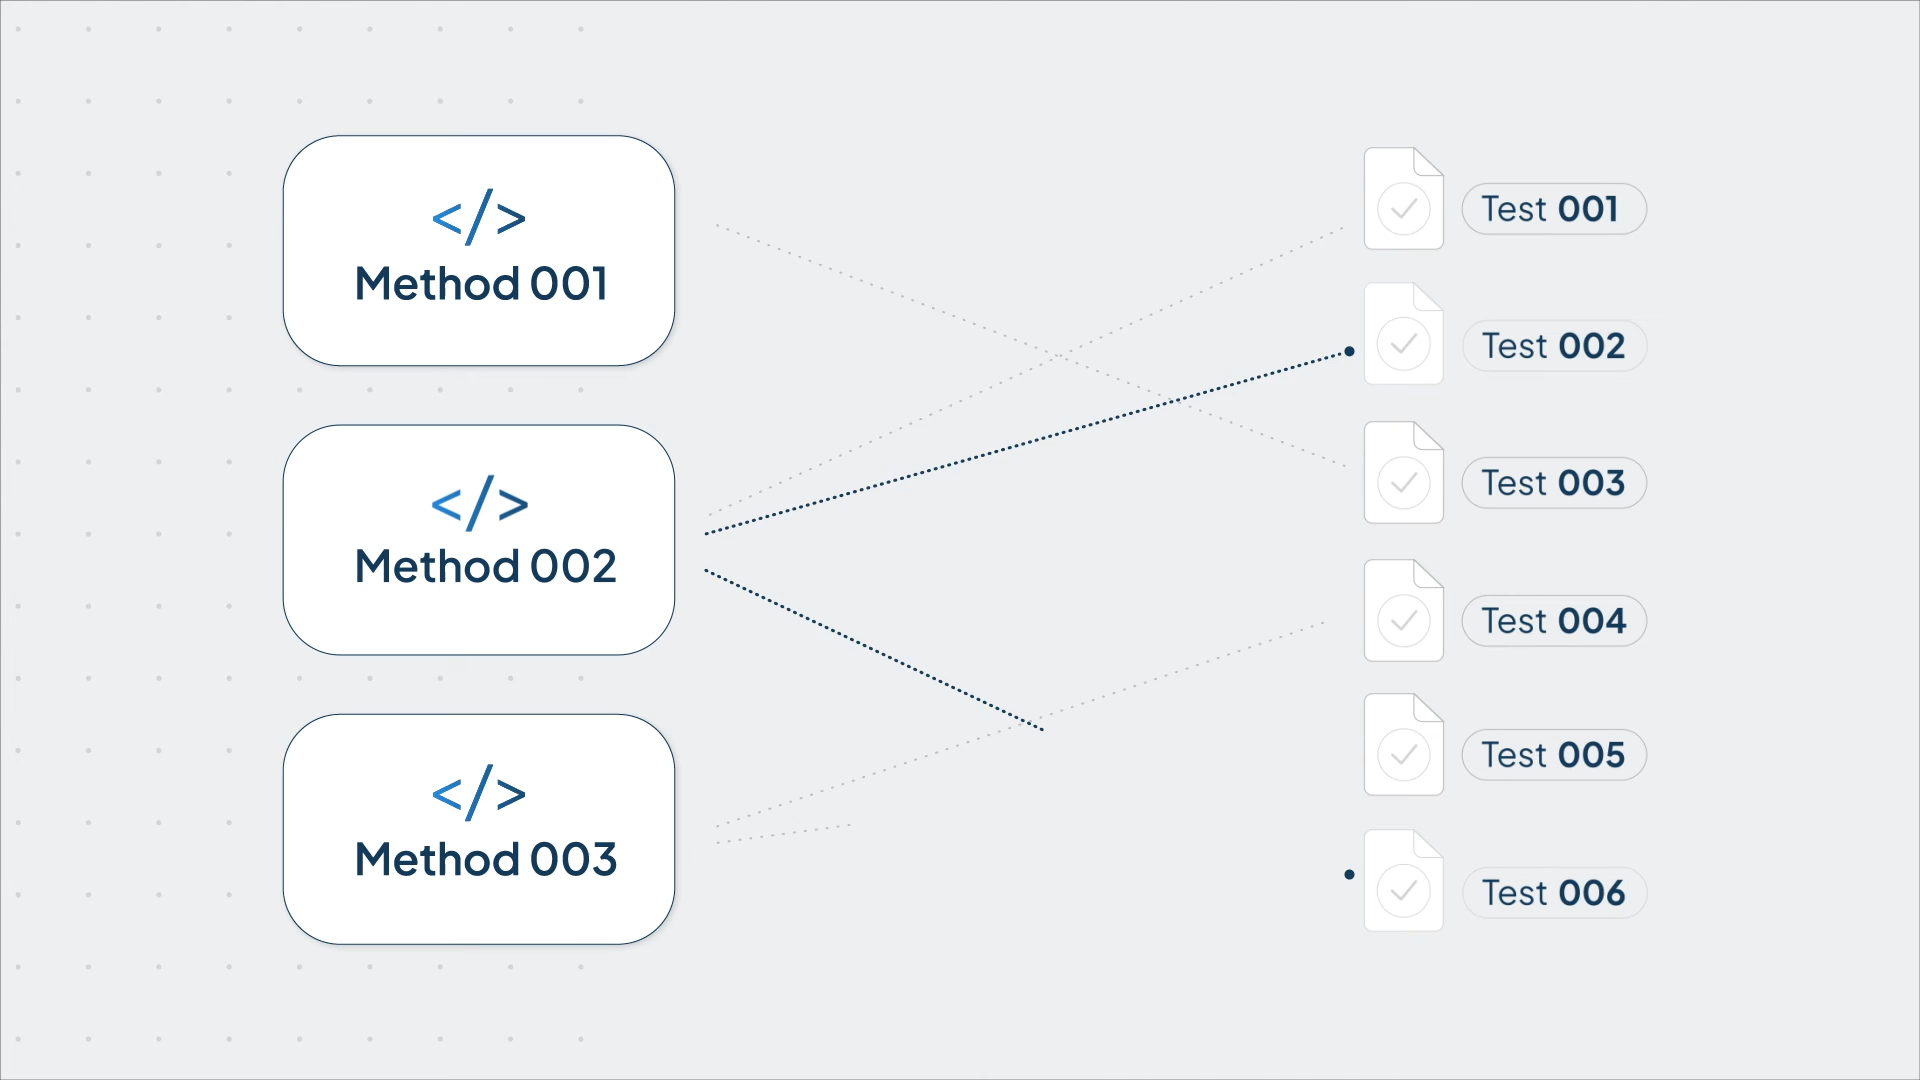 </>
Method 001
</>
Method 002
</>
Method 003
Test 001
Test 002
Test 003
Test 004
Test 005
Test 006